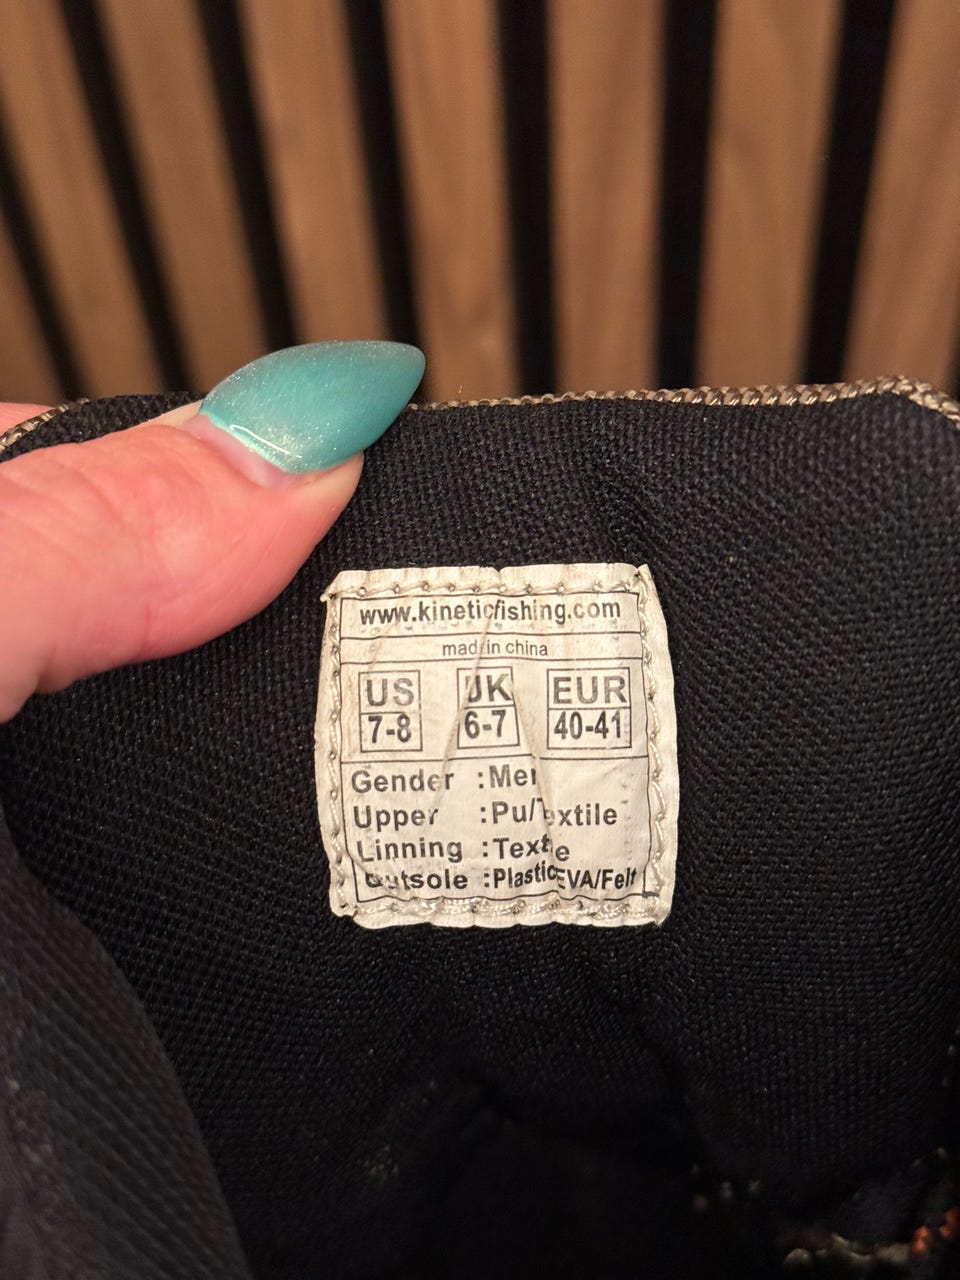 www.kineticfishing.com
made in china
US UK EUR
7-8 6-7 40-41
Gender :Men
Upper :Pu/Textile
Linning :Textile
Outsole :Plastic/EVA/Felt